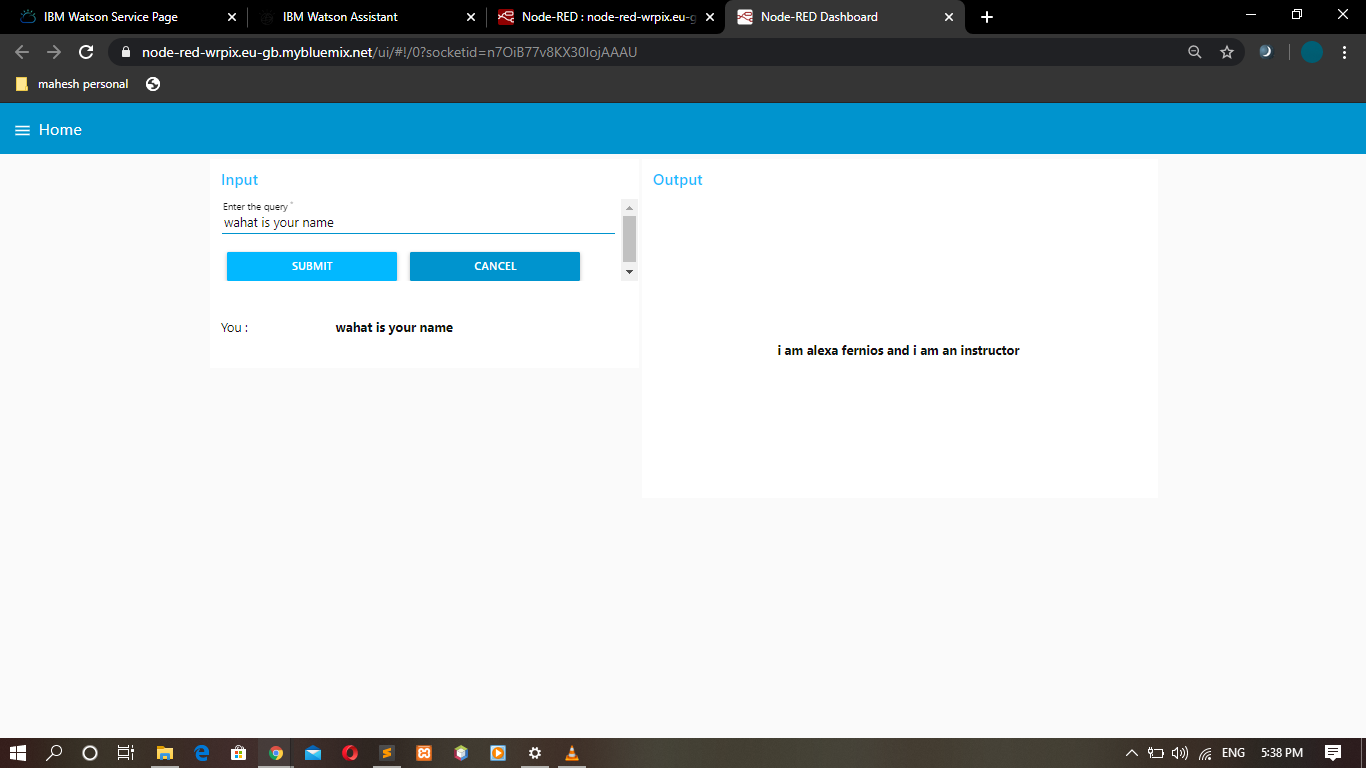 IBM Watson Service Page
IBM Watson Assistant
Node-RED : node-red-wrpix.eu-g
Node-RED Dashboard
node-red-wrpix.eu-gb.mybluemix.net/ui/#!/0?socketid=n7OiB77v8KX30lojAAAU
mahesh personal
Home
Input
Output
Enter the query *
wahat is your name
SUBMIT
CANCEL
You :
wahat is your name
i am alexa fernios and i am an instructor
ENG
5:38 PM